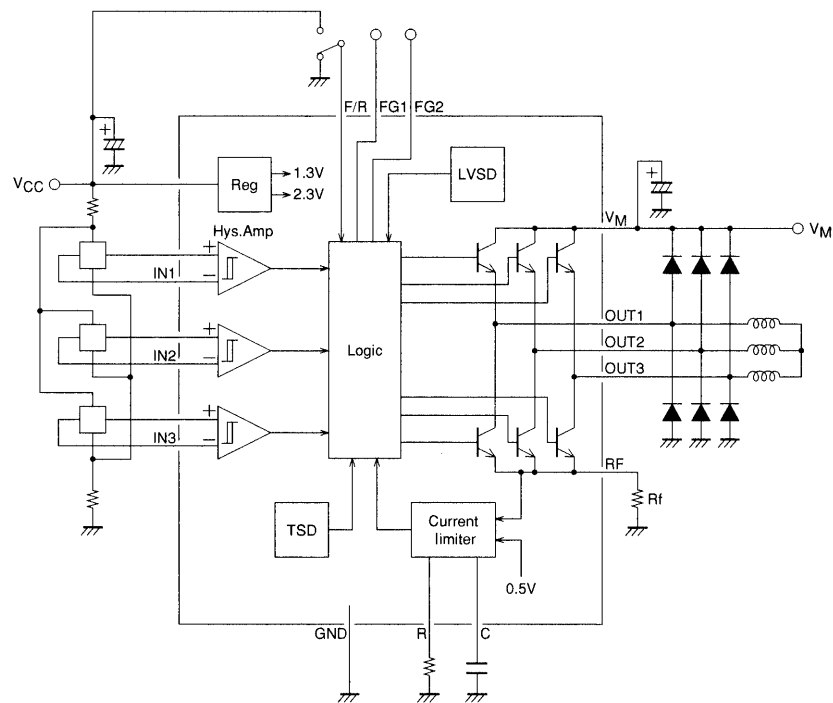 F/R FG1 FG2
VCC
Reg
1.3V
2.3V
LVSD
VM
VM
Hys.Amp
+
IN1
−
OUT1
+
IN2
−
Logic
OUT2
OUT3
+
IN3
−
RF
Rf
TSD
Current
limiter
0.5V
GND
R
C
+
+